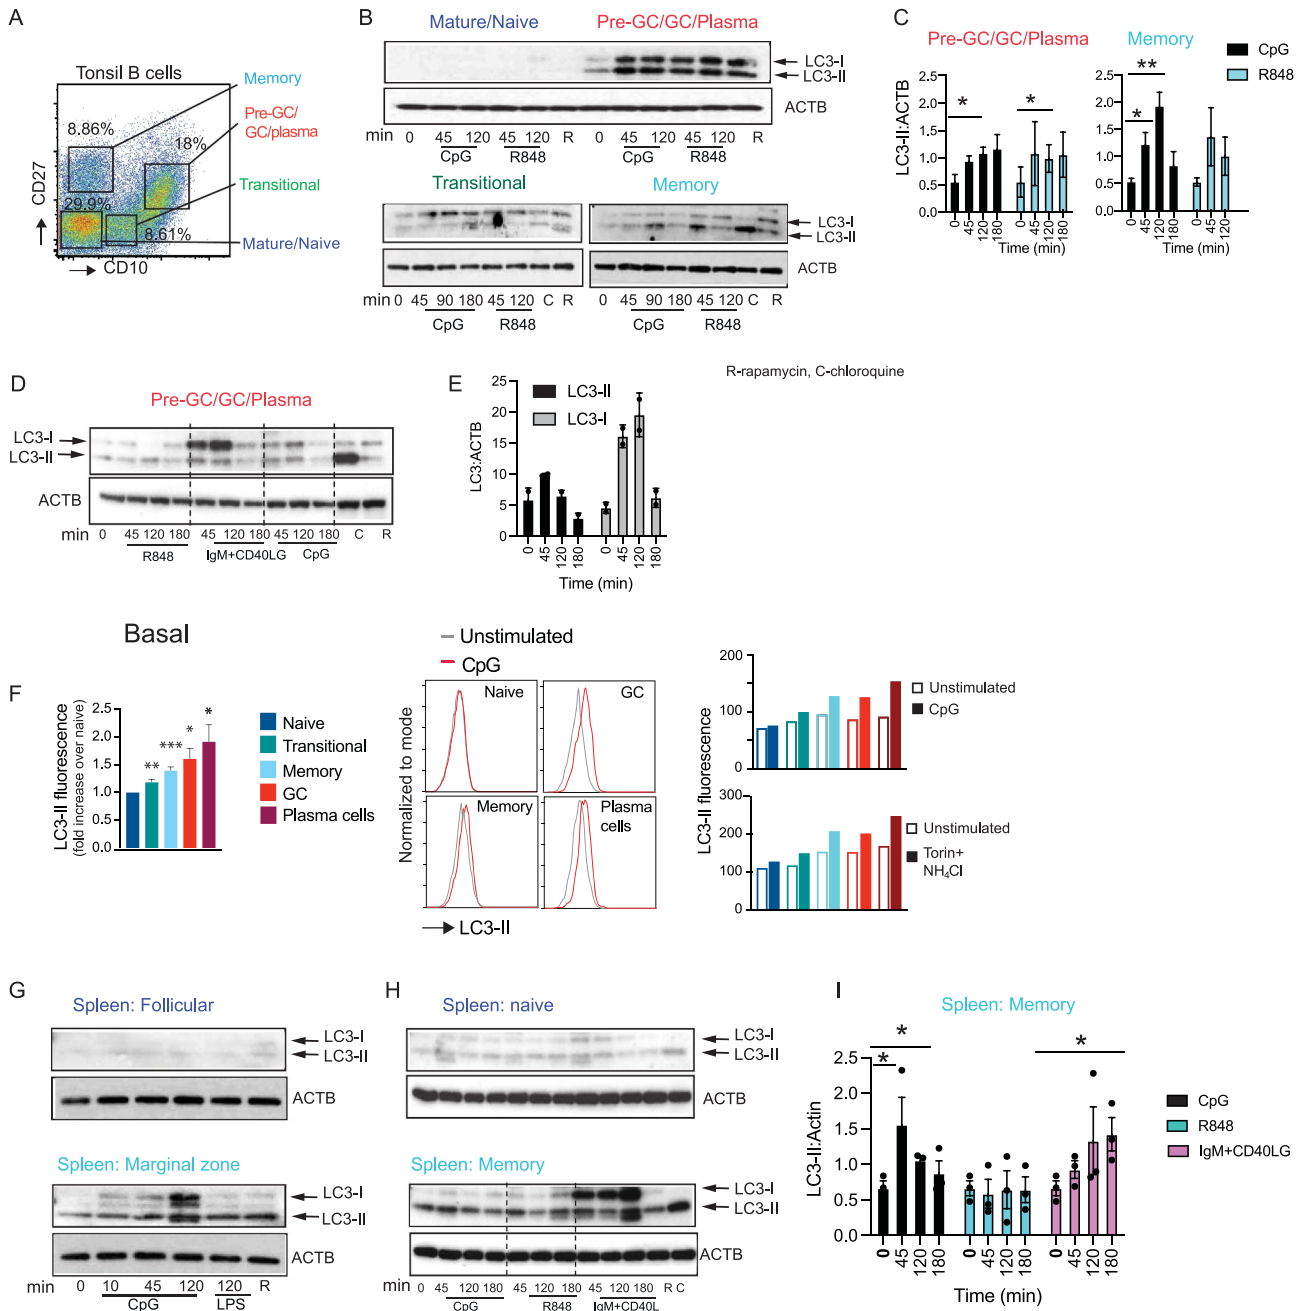 A
Tonsil B cells
Memory
8.86%
Pre-GC/
GC/plasma
18%
Transitional
29.9%
8.61%
Mature/Naive
CD27
CD10
B
Mature/Naive
Pre-GC/GC/Plasma
LC3-I
LC3-II
ACTB
min 0 45 120 45 120 R 0 45 120 45 120 R
CpG R848 CpG R848
Transitional
Memory
LC3-I
LC3-II
ACTB
min 0 45 90 180 45 120 C R 0 45 90 180 45 120 C R
CpG R848 CpG R848
R-rapamycin, C-chloroquine
C
Pre-GC/GC/Plasma
Memory
CpG
R848
LC3-II:ACTB
2.5
2.0
1.5
1.0
0.5
0.0
* *
0 45 120 180 0 45 120 180
Time (min)
2.5
2.0
1.5
1.0
0.5
0.0
**
*
0 45 120 180 0 45 120
Time (min)
D
Pre-GC/GC/Plasma
LC3-I
LC3-II
ACTB
min 0 45 120 180 45 120 180 45 120 180 C R
R848 IgM+CD40LG CpG
E
LC3-II
LC3-I
LC3:ACTB
25
20
15
10
5
0
0 45 120 180 0 45 120 180
Time (min)
Basal
F
LC3-II fluorescence
(fold increase over naive)
2.5
2.0
1.5
1.0
0.5
0.0
** *** * *
Naive
Transitional
Memory
GC
Plasma cells
Unstimulated
CpG
Normalized to mode
Naive
GC
Memory
Plasma
cells
LC3-II
LC3-II fluorescence
200
100
0
Unstimulated
CpG
300
200
100
0
Unstimulated
Torin+
NH4Cl
G
Spleen: Follicular
LC3-I
LC3-II
ACTB
Spleen: Marginal zone
LC3-I
LC3-II
ACTB
min 0 10 45 120 120 R
CpG LPS
H
Spleen: naive
LC3-I
LC3-II
ACTB
Spleen: Memory
LC3-I
LC3-II
ACTB
min 0 45 120 180 45 120 180 45 120 180 R C
CpG R848 IgM+CD40L
I
Spleen: Memory
LC3-II:Actin
2.5
2.0
1.5
1.0
0.5
0.0
*
*
*
CpG
R848
IgM+CD40LG
0 45 120 180 0 45 120 180 0 45 120 180
Time (min)